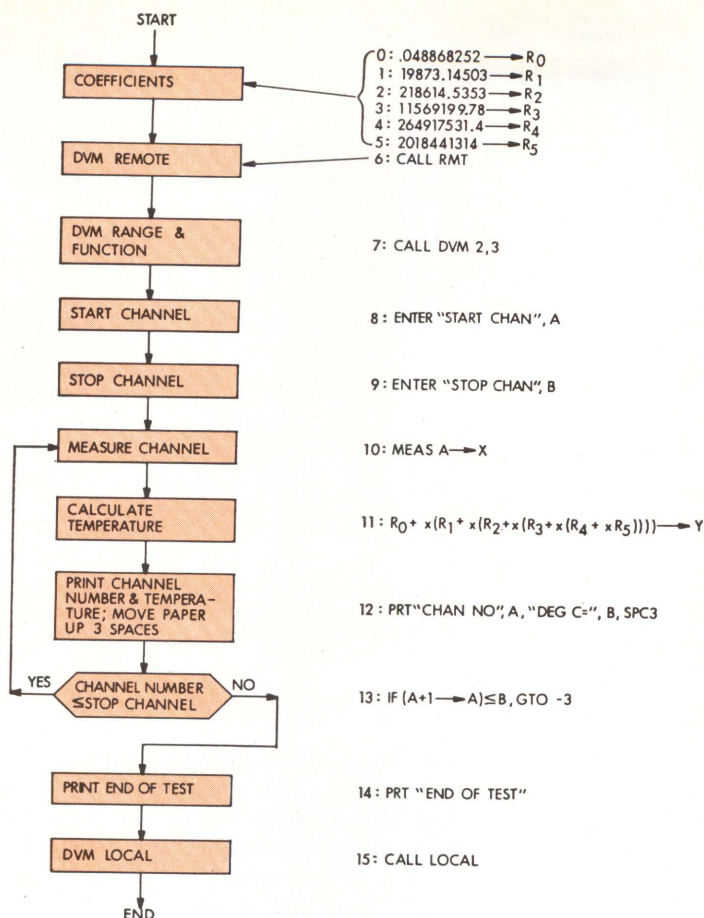 START
COEFFICIENTS
0: .048868252 → R0
1: 19873.14503 → R1
2: 218614.5353 → R2
3: 11569199.78 → R3
4: 264917531.4 → R4
5: 2018441314 → R5
DVM REMOTE
6: CALL RMT
DVM RANGE &
FUNCTION
7: CALL DVM 2,3
START CHANNEL
8: ENTER "START CHAN", A
STOP CHANNEL
9: ENTER "STOP CHAN", B
MEASURE CHANNEL
10: MEAS A → X
CALCULATE
TEMPERATURE
11: R0+ x(R1+ x(R2+x(R3+x(R4+ xR5)))) → Y
PRINT CHANNEL
NUMBER & TEMPERA-
TURE; MOVE PAPER
UP 3 SPACES
12: PRT"CHAN NO", A, "DEG C=", B, SPC3
YES
CHANNEL NUMBER
≤STOP CHANNEL
NO
13: IF (A+1 → A)≤B, GTO -3
PRINT END OF TEST
14: PRT "END OF TEST"
DVM LOCAL
15: CALL LOCAL
END